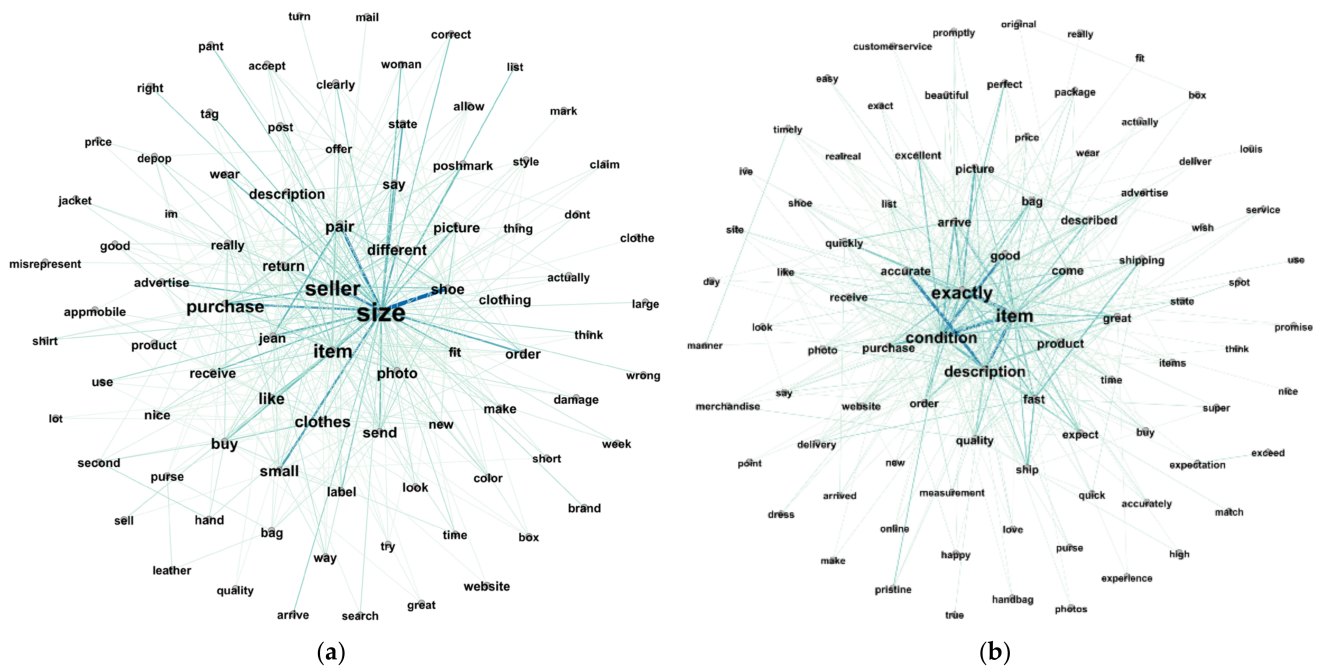 turn
mail
pant
correct
accept
woman
list
right
clearly
allow
tag
mark
post
state
price
offer
style
depop
poshmark
claim
wear
say
jacket
description
im
pair
picture
thing
dont
good
really
different
clothe
misrepresent
return
actually
advertise
seller
shoe
purchase
clothing
large
appmobile
size
shirt
product
jean
item
fit
order
think
use
receive
photo
wrong
lot
nice
like
make
damage
buy
clothes
send
new
week
second
purse
small
short
sell
hand
label
look
color
brand
bag
way
try
time
box
leather
quality
website
arrive
search
great
(a)
original
promptly
really
customerservice
fit
easy
beautiful
perfect
package
box
exact
timely
price
actually
realreal
excellent
wear
louis
ive
picture
deliver
shoe
list
bag
advertise
site
quickly
arrive
described
service
wish
like
accurate
good
come
shipping
use
day
receive
exactly
state
spot
look
item
great
promise
manner
photo
purchase
condition
product
items
think
say
description
time
nice
merchandise
website
order
fast
super
delivery
quality
expect
buy
point
new
ship
expectation
exceed
arrived
measurement
quick
accurately
dress
online
love
match
make
happy
purse
high
pristine
handbag
experience
true
photos
(b)